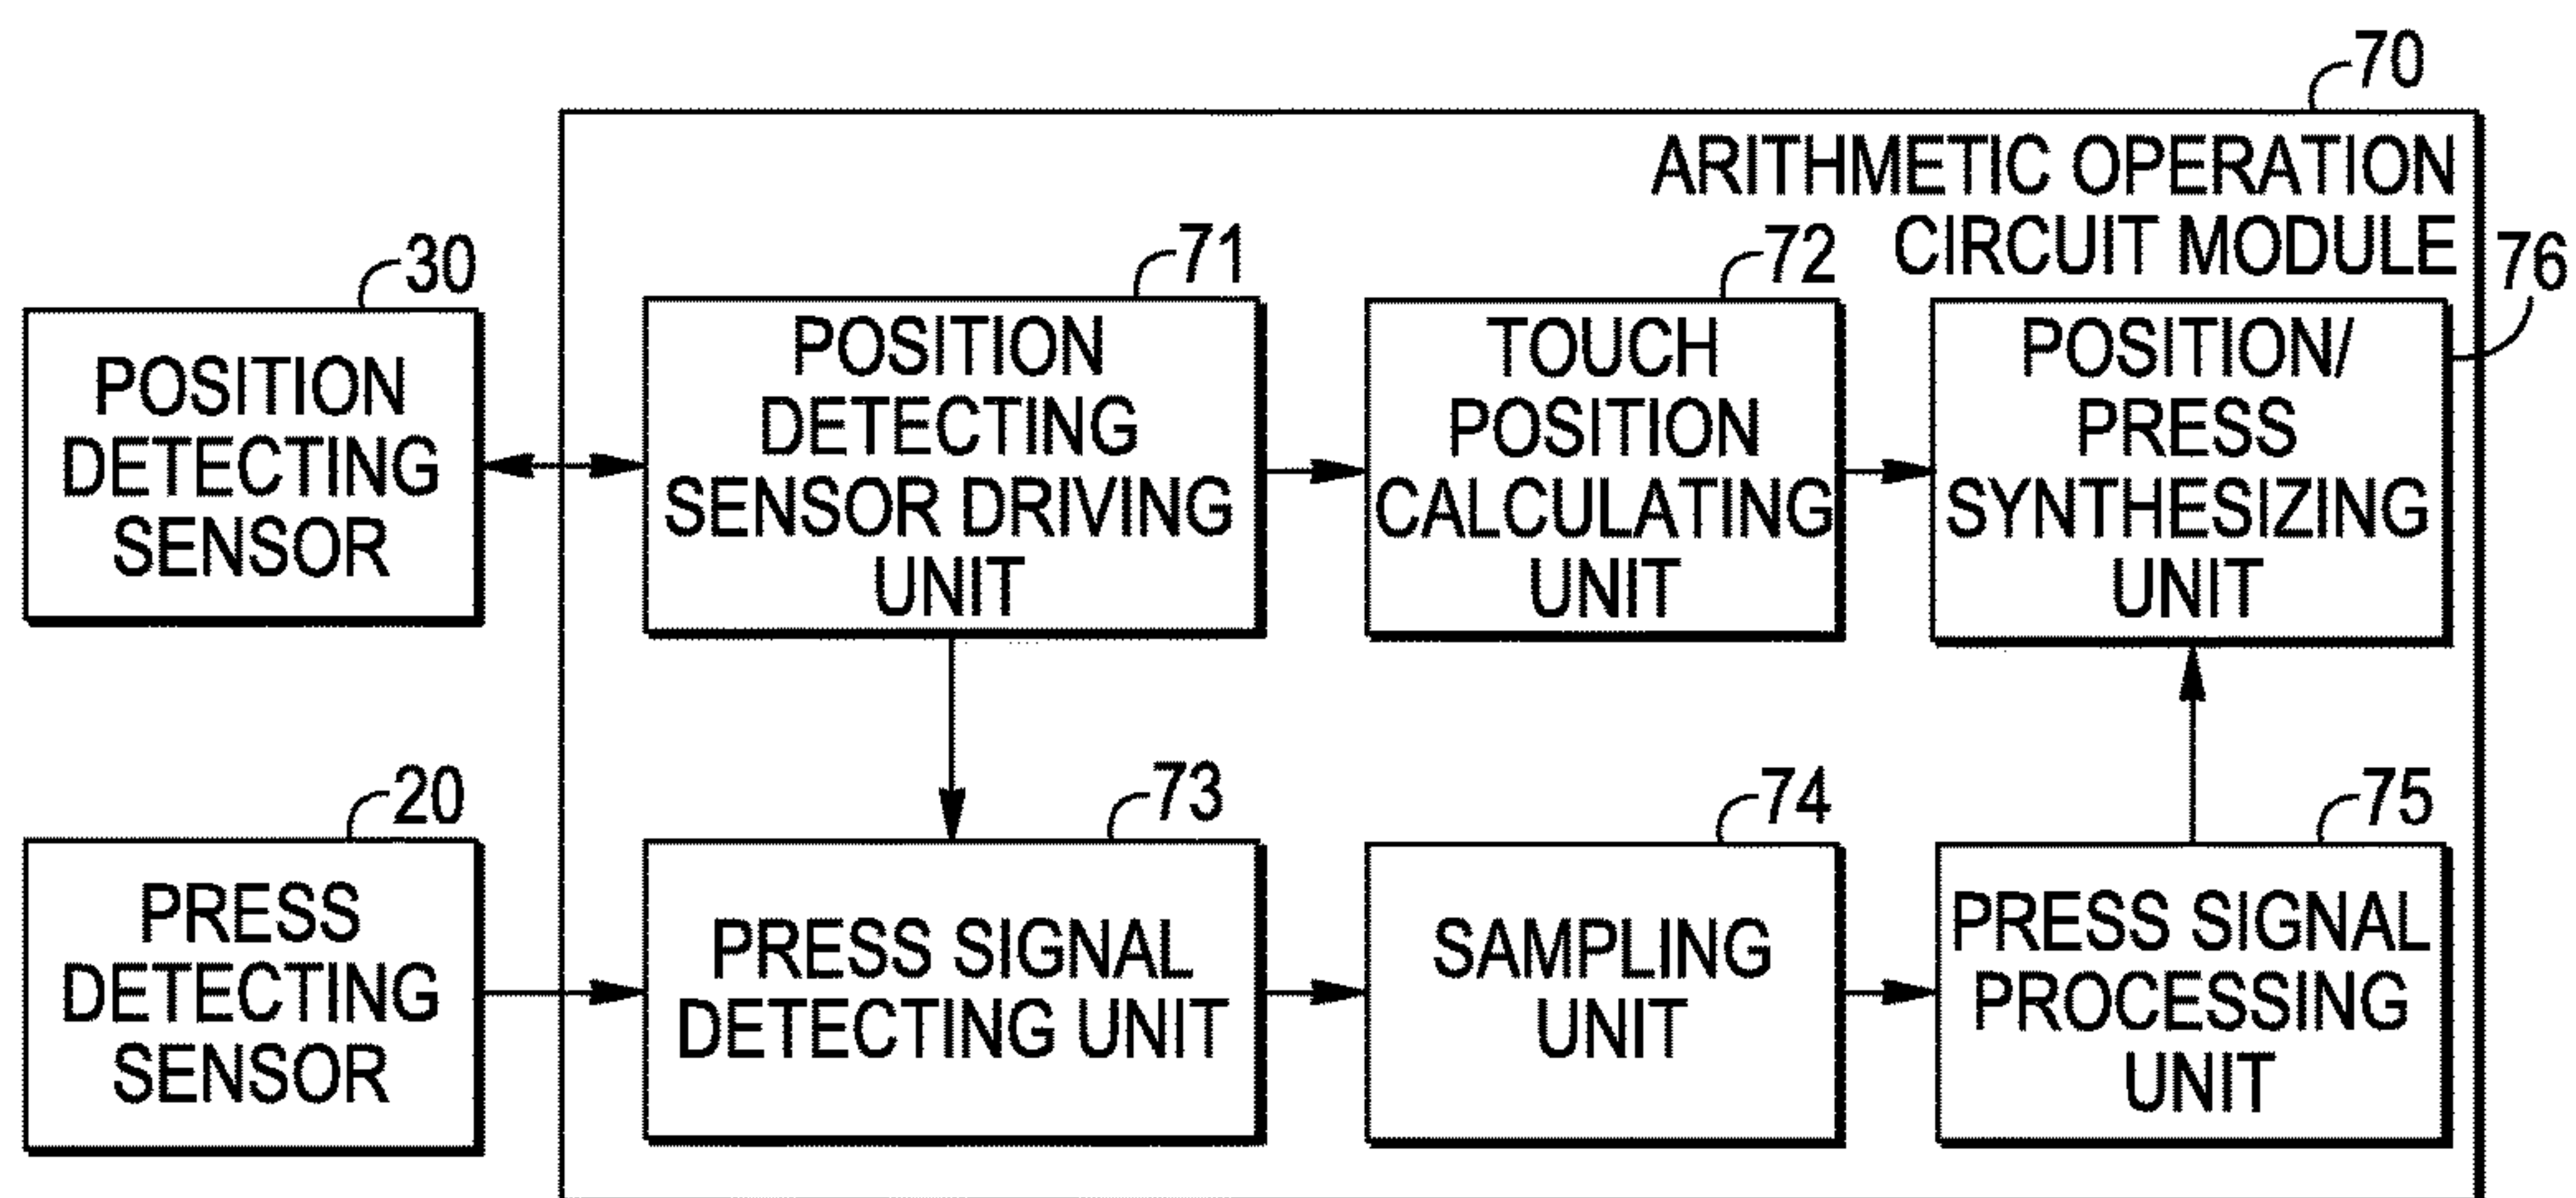 70
ARITHMETIC OPERATION
CIRCUIT MODULE
30
POSITION
DETECTING
SENSOR
71
POSITION
DETECTING
SENSOR DRIVING
UNIT
72
TOUCH
POSITION
CALCULATING
UNIT
76
POSITION/
PRESS
SYNTHESIZING
UNIT
20
PRESS
DETECTING
SENSOR
73
PRESS SIGNAL
DETECTING UNIT
74
SAMPLING
UNIT
75
PRESS SIGNAL
PROCESSING
UNIT